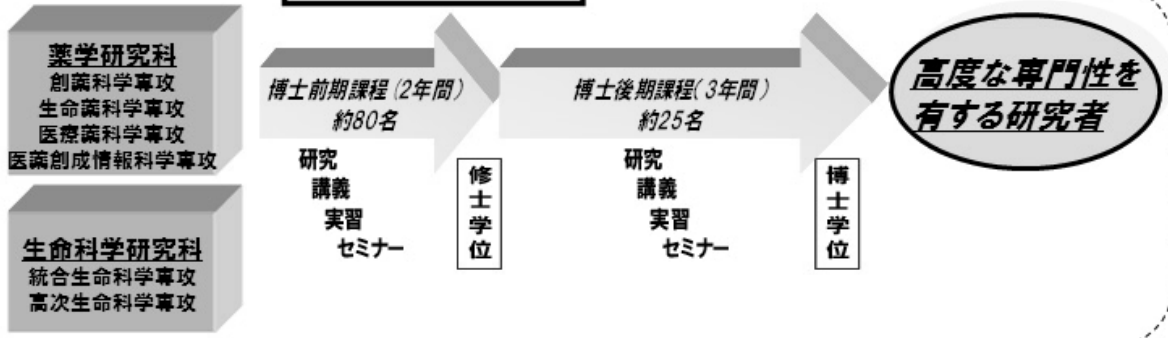 薬学研究科
創薬科学専攻
生命薬科学専攻
医療薬科学専攻
医薬創成情報科学専攻
生命科学研究科
統合生命科学専攻
高次生命科学専攻
博士前期課程(2年間)
約80名
研究
講義
実習
セミナー
修士学位
博士後期課程(3年間)
約25名
研究
講義
実習
セミナー
博士学位
高度な専門性を
有する研究者